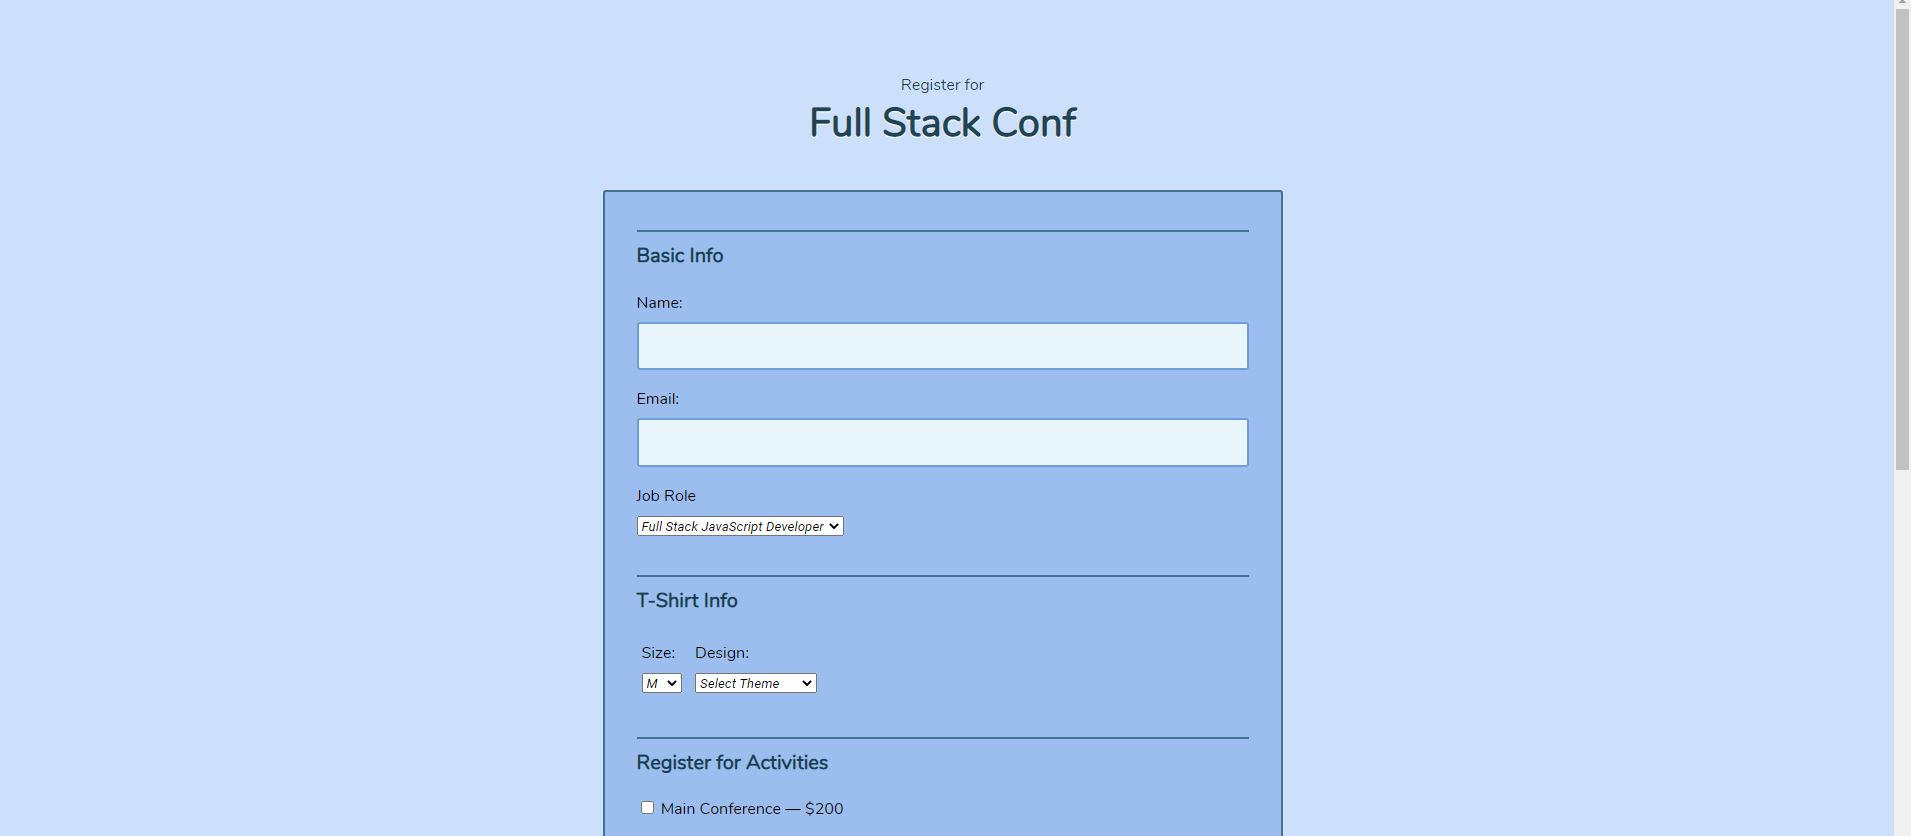 Register for
Full Stack Conf
Basic Info
Name:
Email:
Job Role
Full Stack JavaScript Developer
T-Shirt Info
Size: Design:
M Select Theme
Register for Activities
Main Conference — $200